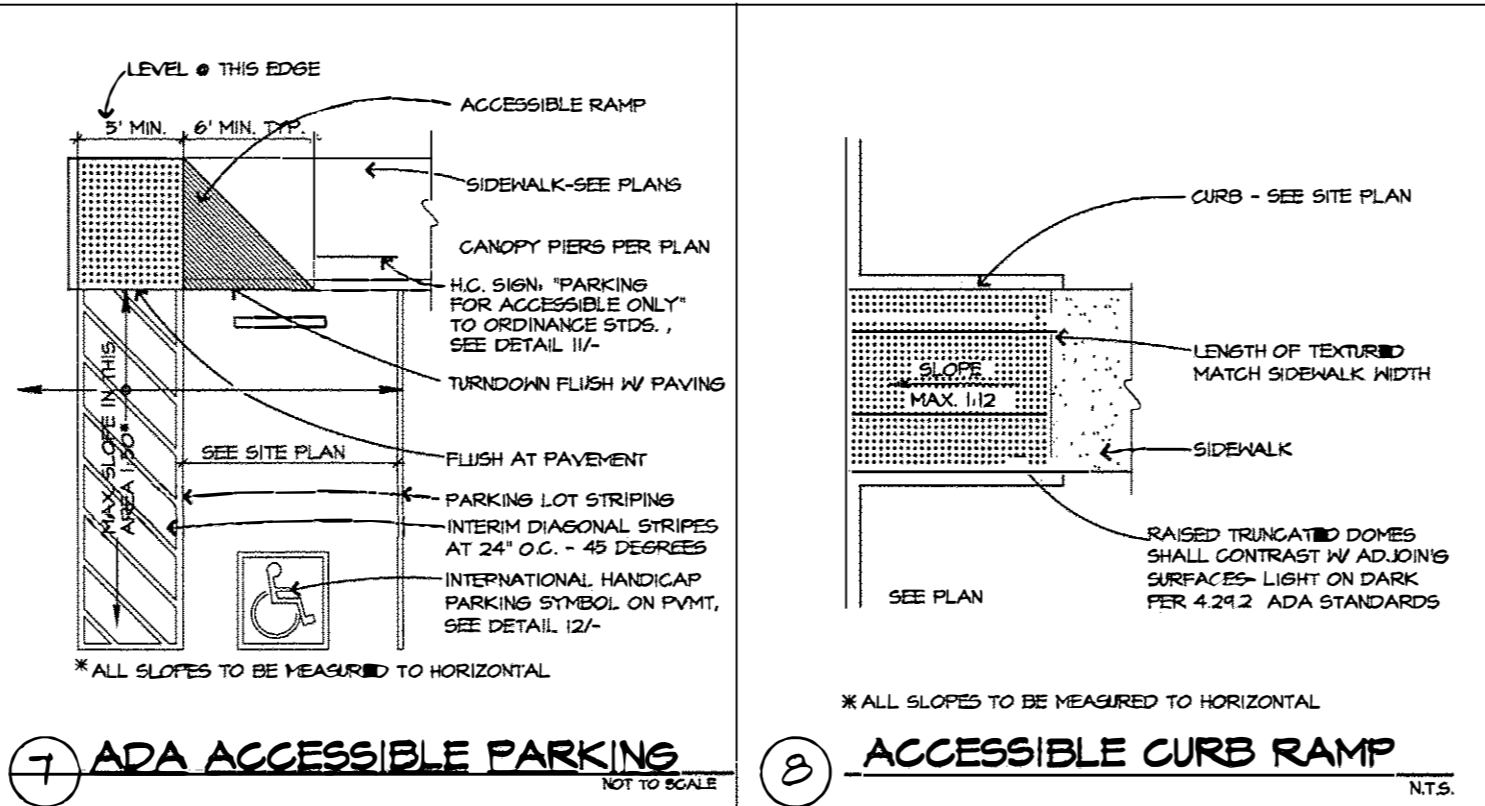 LEVEL @ THIS EDGE
5' MIN.
6' MIN. TYP.
ACCESSIBLE RAMP
SIDEWALK-SEE PLANS
CANOPY PIERS PER PLAN
H.C. SIGN: "PARKING
FOR ACCESSIBLE ONLY"
TO ORDINANCE STDS. ,
SEE DETAIL 11/-
TURNDOWN FLUSH W/ PAVING
MAX SLOPE IN THIS
AREA 1:50*
SEE SITE PLAN
FLUSH AT PAVEMENT
PARKING LOT STRIPING
INTERIM DIAGONAL STRIPES
AT 24" O.C. - 45 DEGREES
INTERNATIONAL HANDICAP
PARKING SYMBOL ON PVMT,
SEE DETAIL 12/-
* ALL SLOPES TO BE MEASURED TO HORIZONTAL
7 ADA ACCESSIBLE PARKING
NOT TO SCALE
CURB - SEE SITE PLAN
LENGTH OF TEXTURED
MATCH SIDEWALK WIDTH
SLOPE
MAX. 1:12
SIDEWALK
RAISED TRUNCATED DOMES
SHALL CONTRAST W/ ADJOIN'G
SURFACES- LIGHT ON DARK
PER 4.29.2 ADA STANDARDS
SEE PLAN
* ALL SLOPES TO BE MEASURED TO HORIZONTAL
8 ACCESSIBLE CURB RAMP
N.T.S.